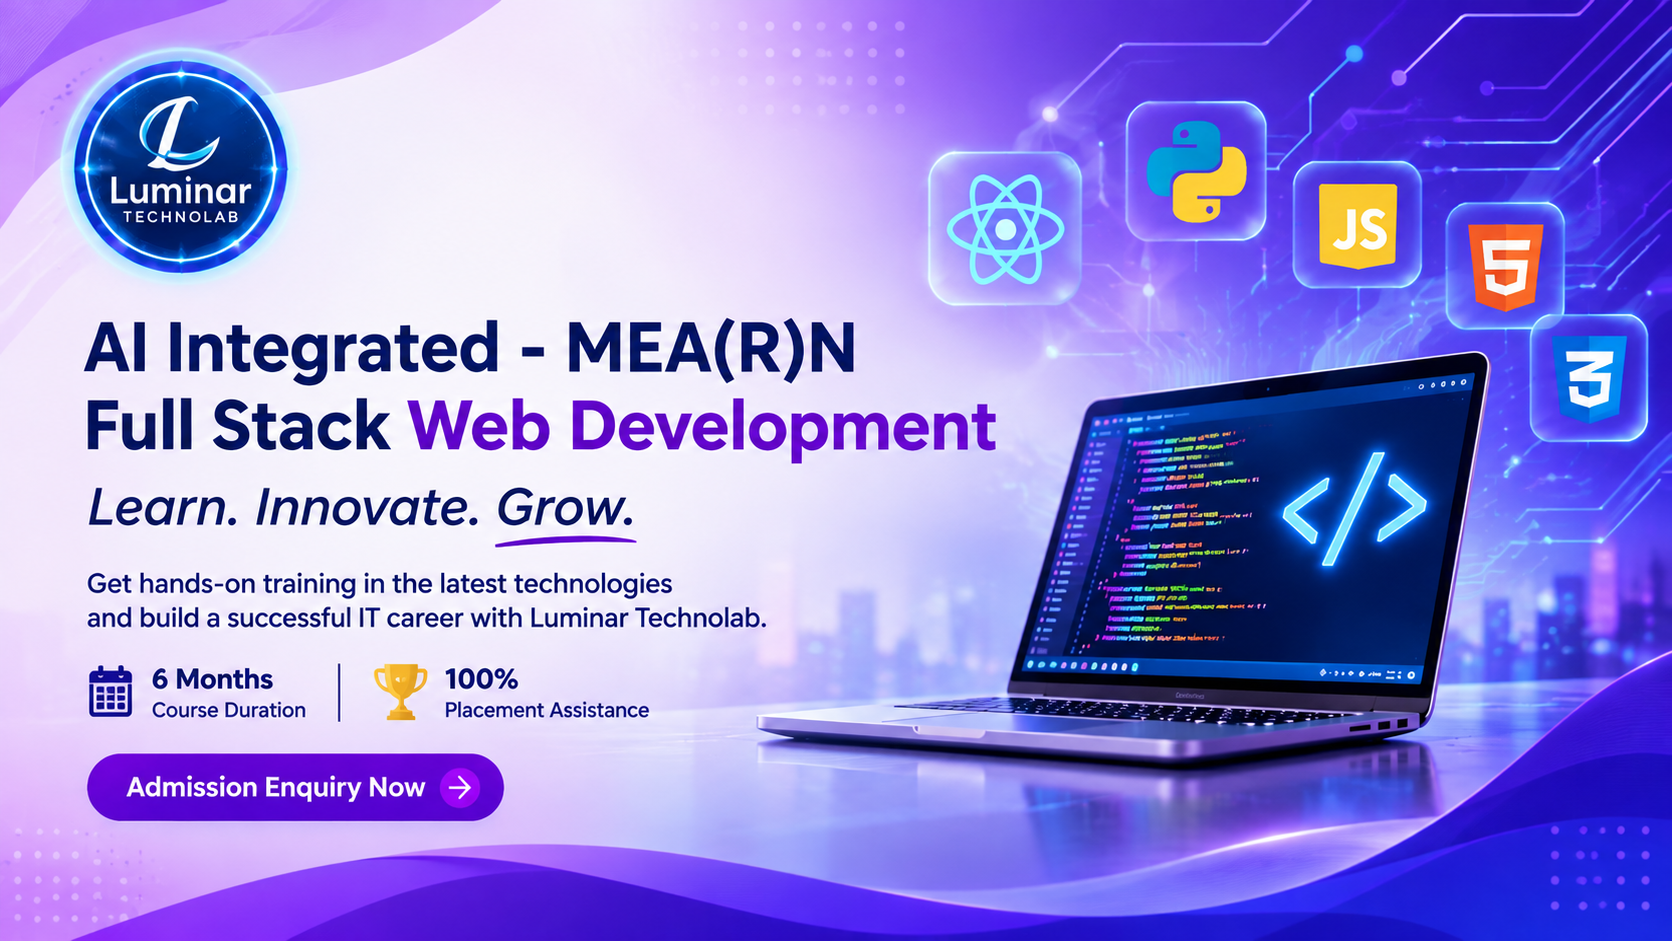 Luminar
TECHNOLAB
AI Integrated - MEA(R)N
Full Stack Web Development
Learn. Innovate. Grow.
Get hands-on training in the latest technologies
and build a successful IT career with Luminar Technolab.
6 Months
Course Duration
100%
Placement Assistance
Admission Enquiry Now
JS
5
3
</>